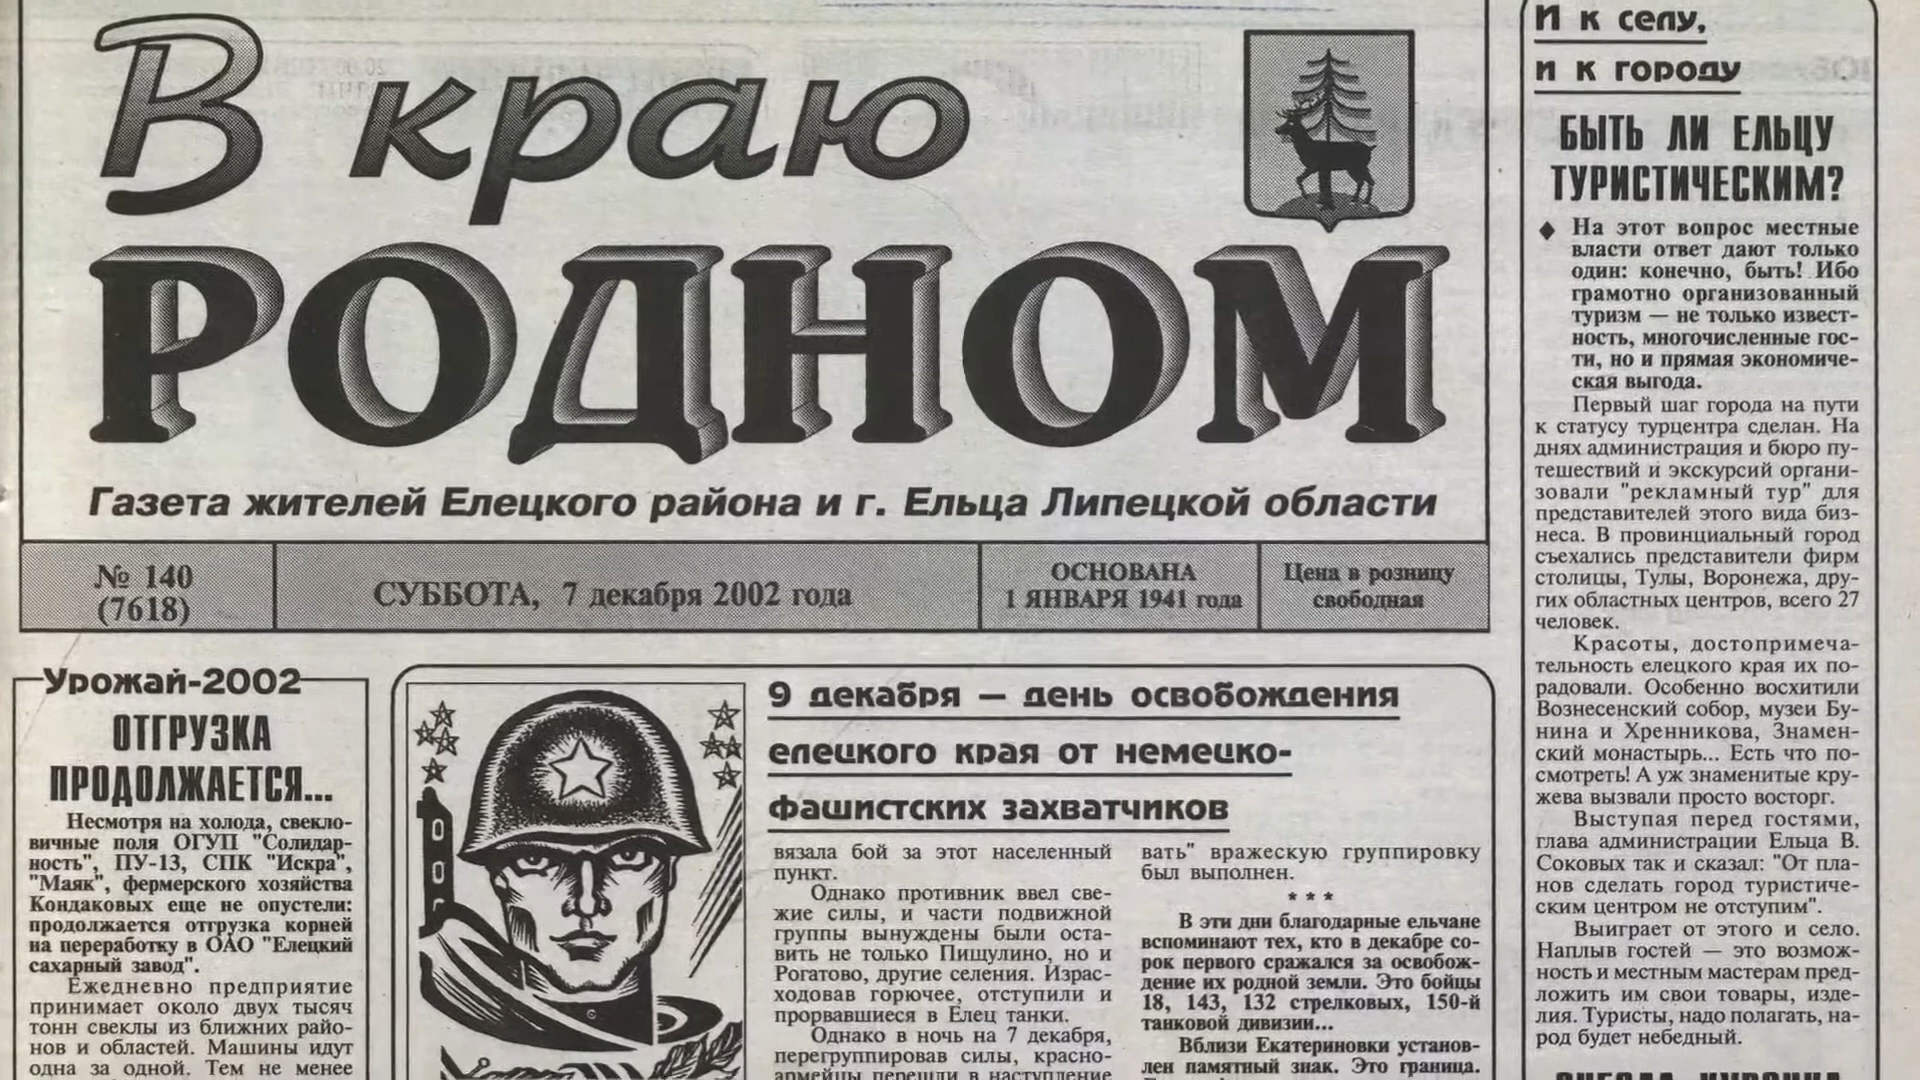 В краю
РОДНОМ
Газета жителей Елецкого района и г. Ельца Липецкой области
№ 140
(7618)
СУББОТА, 7 декабря 2002 года
ОСНОВАНА
1 ЯНВАРЯ 1941 года
Цена в розницу
свободная
Урожай-2002
ОТГРУЗКА
ПРОДОЛЖАЕТСЯ...
Несмотря на холода, свекло-
вичные поля ОГУП "Солидар-
ность", ПУ-13, СПК "Искра",
"Маяк", фермерского хозяйства
Кондаковых еще не опустели:
продолжается отгрузка корней
на переработку в ОАО "Елецкий
сахарный завод".
Ежедневно предприятие
принимает около двух тысяч
тонн свеклы из ближних райо-
нов и областей. Машины идут
одна за одной. Тем не менее
9 декабря — день освобождения
елецкого края от немецко-
фашистских захватчиков
вязала бой за этот населенный
пункт.
Однако противник ввел све-
жие силы, и части подвижной
группы вынуждены были оста-
вить не только Пищулино, но и
Рогатово, другие селения. Израс-
ходовав горючее, отступили и
прорвавшиеся в Елец танки.
Однако в ночь на 7 декабря,
перегруппировав силы, красно-
армейцы перешли в наступление
вать" вражескую группировку
был выполнен.
* * *
В эти дни благодарные ельчане
вспоминают тех, кто в декабре со-
рок первого сражался за освобож-
дение их родной земли. Это бойцы
18, 143, 132 стрелковых, 150-й
танковой дивизии...
Вблизи Екатериновки установ-
лен памятный знак. Это граница.
И к селу,
и к городу
БЫТЬ ЛИ ЕЛЬЦУ
ТУРИСТИЧЕСКИМ?
♦ На этот вопрос местные
власти ответ дают только
один: конечно, быть! Ибо
грамотно организованный
туризм — не только извест-
ность, многочисленные гос-
ти, но и прямая экономиче-
ская выгода.
Первый шаг города на пути
к статусу турцентра сделан. На
днях администрация и бюро пу-
тешествий и экскурсий органи-
зовали "рекламный тур" для
представителей этого вида биз-
неса. В провинциальный город
съехались представители фирм
столицы, Тулы, Воронежа, дру-
гих областных центров, всего 27
человек.
Красоты, достопримеча-
тельность елецкого края их по-
радовали. Особенно восхитили
Вознесенский собор, музеи Бу-
нина и Хренникова, Знамен-
ский монастырь... Есть что по-
смотреть! А уж знаменитые кру-
жева вызвали просто восторг.
Выступая перед гостями,
глава администрации Ельца В.
Соковых так и сказал: "От пла-
нов сделать город туристиче-
ским центром не отступим".
Выиграет от этого и село.
Наплыв гостей — это возмож-
ность и местным мастерам пред-
ложить им свои товары, изде-
лия. Туристы, надо полагать, на-
род будет небедный.